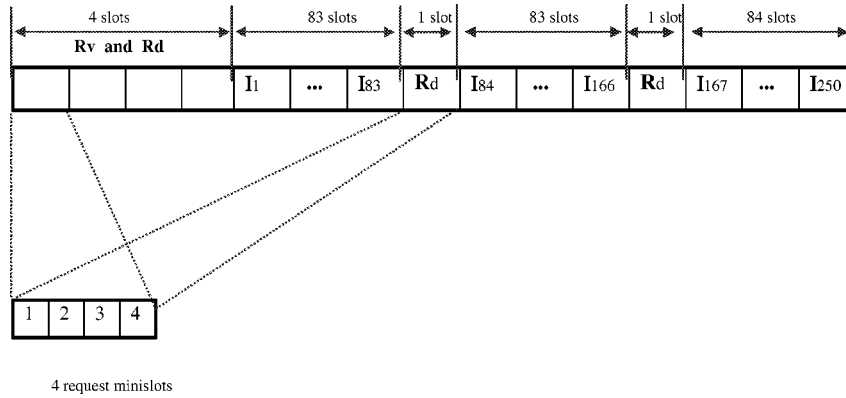 4 slots 83 slots 1 slot 83 slots 1 slot 84 slots
Rv and Rd
I1 ... I83 Rd I84 ... I166 Rd I167 ... I250
1 2 3 4
4 request minislots